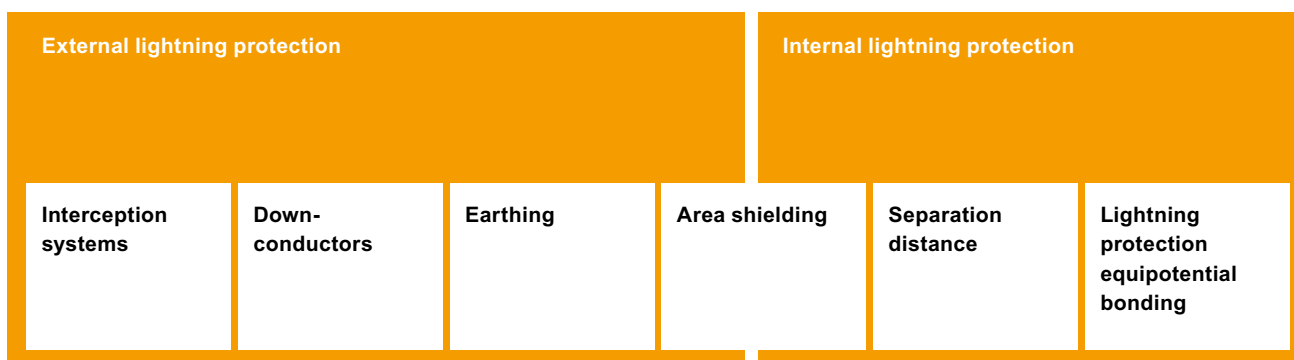 External lightning protection
Internal lightning protection
Interception
systems
Down-
conductors
Earthing
Area shielding
Separation
distance
Lightning
protection
equipotential
bonding